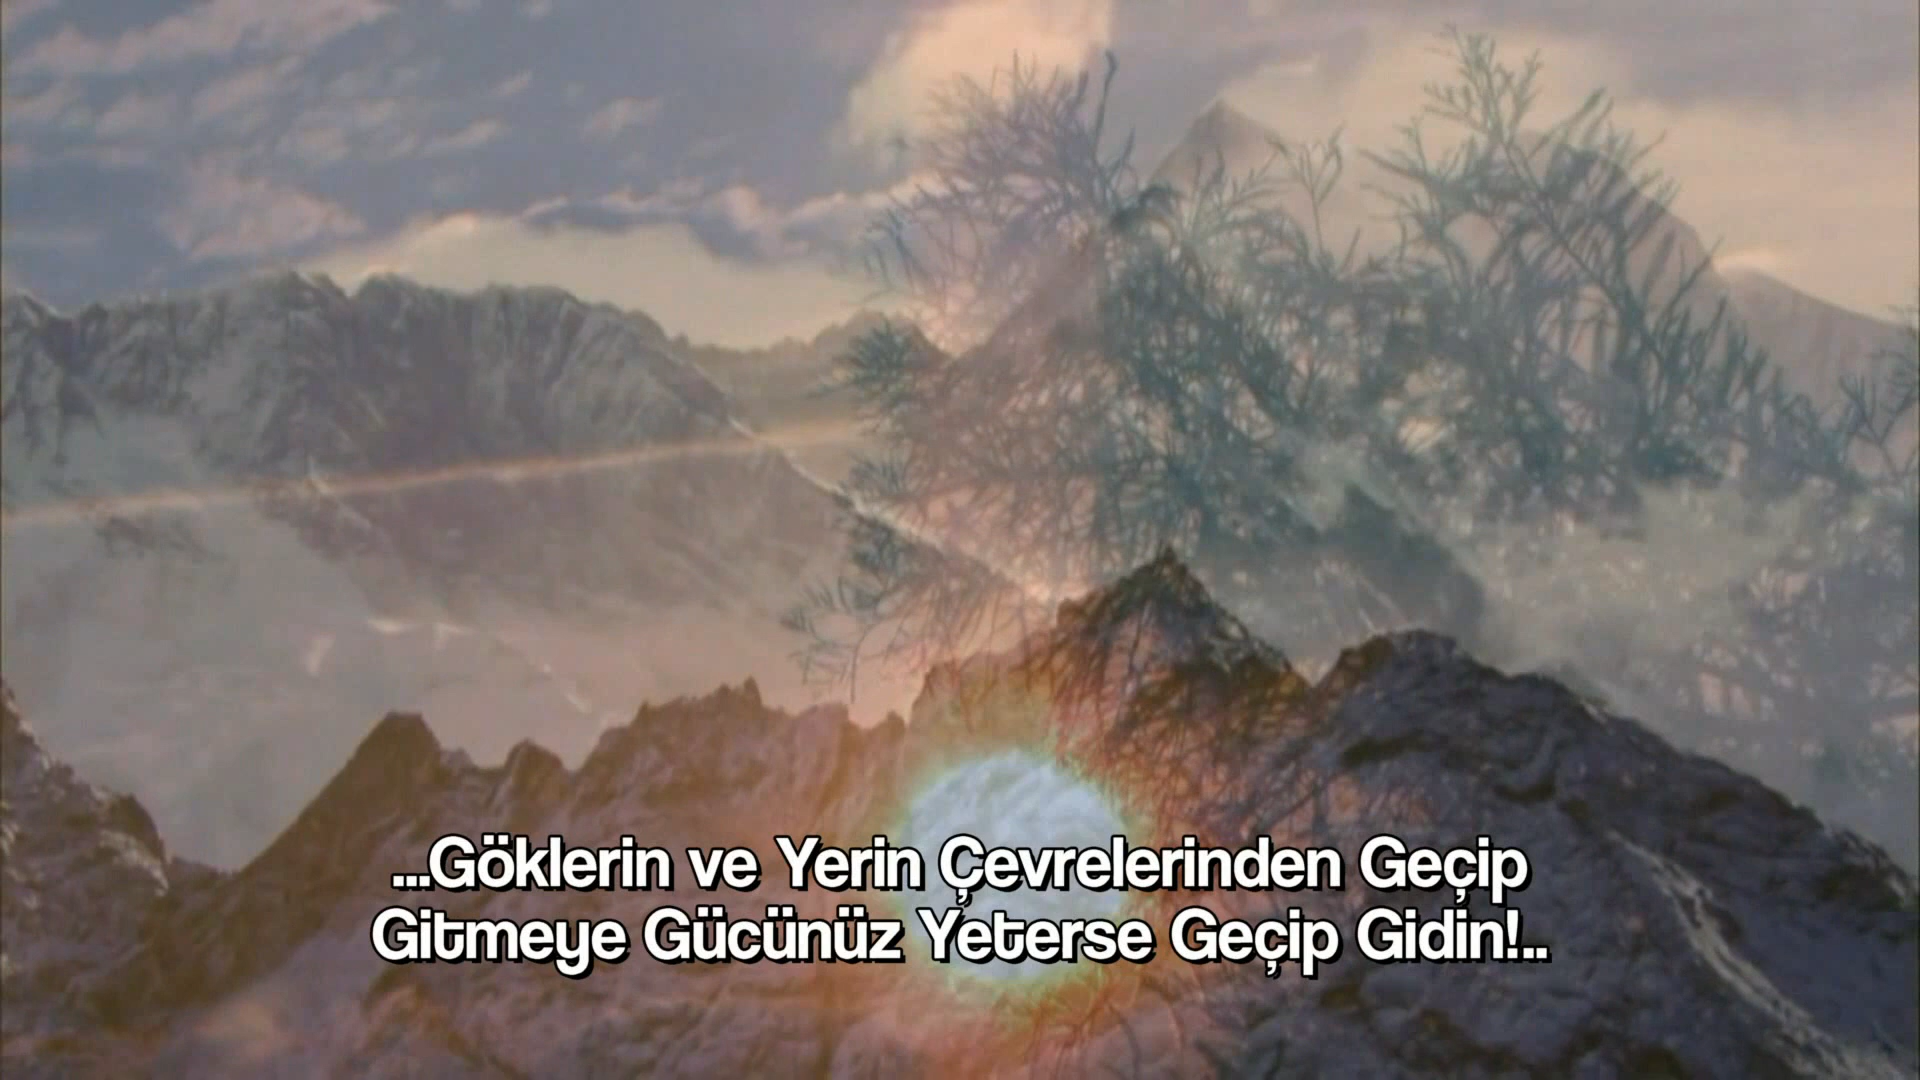 ...Göklerin ve Yerin Çevrelerinden Geçip
Gitmeye Gücünüz Yeterse Geçip Gidin!..